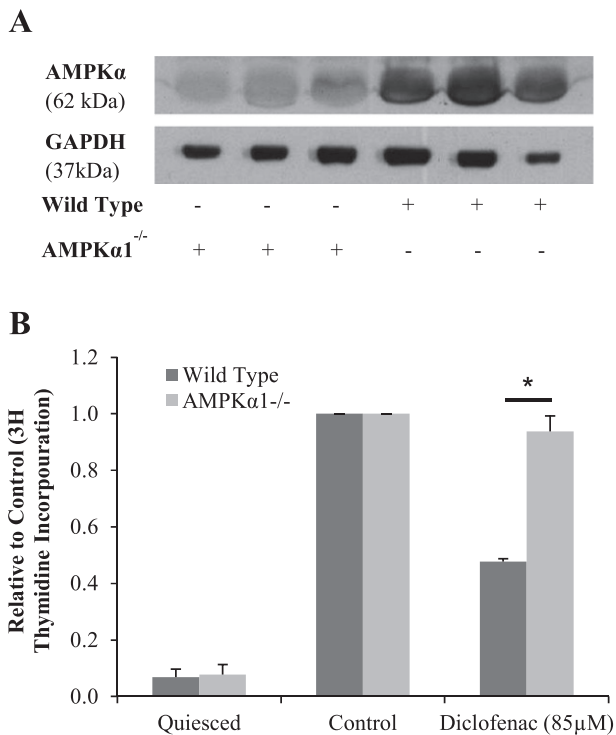 A
AMPKα
(62 kDa)
GAPDH
(37kDa)
Wild Type - - - + + +
AMPKα1-/- + + + - - -
B
Relative to Control (3H
Thymidine Incorpouration)
1.2
1.0
0.8
0.6
0.4
0.2
0.0
Wild Type
AMPKα1-/-
*
Quiesced
Control
Diclofenac (85µM)